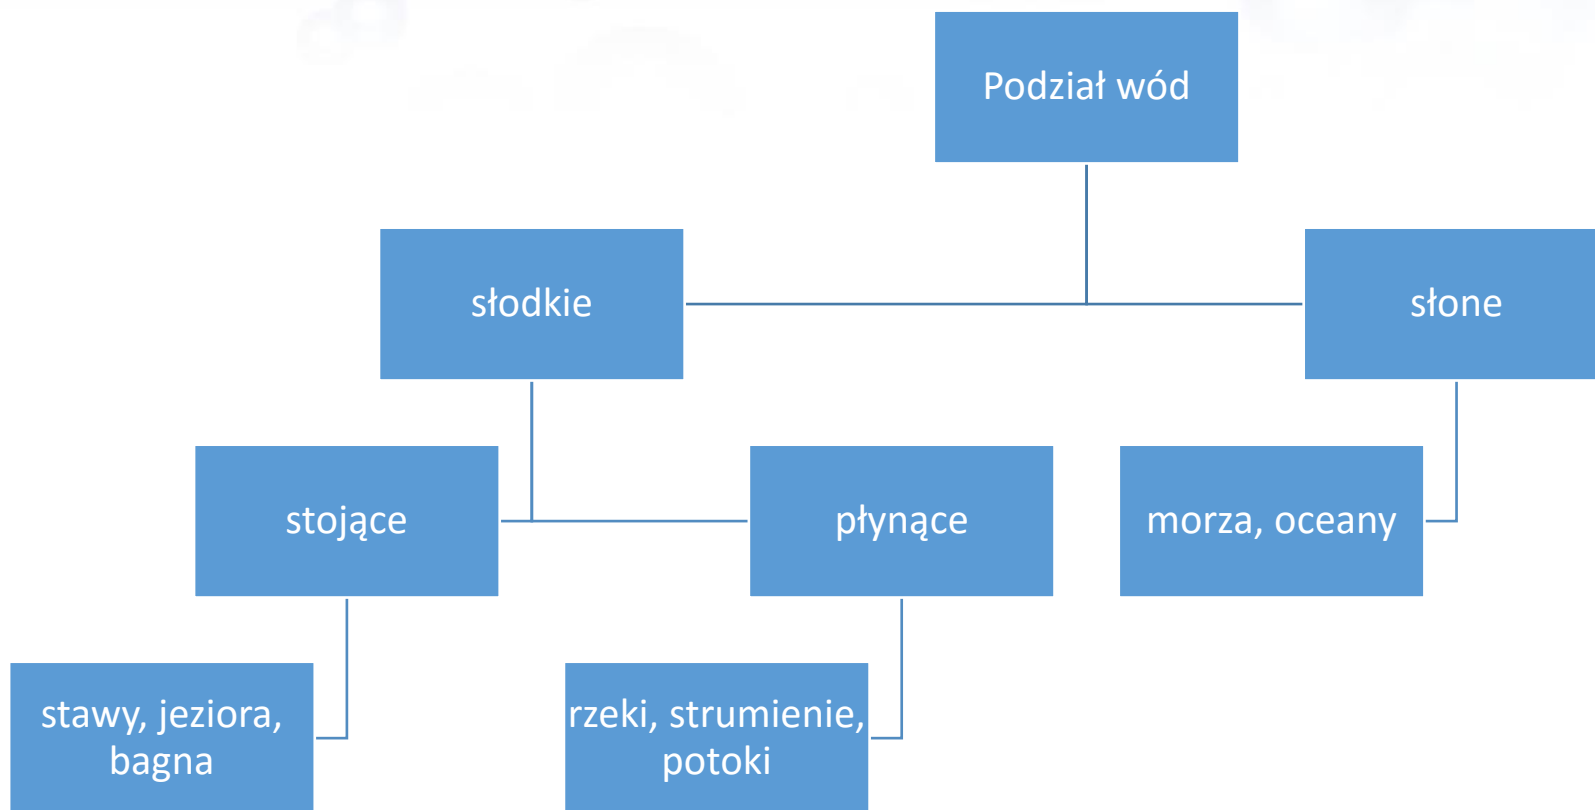 Podział wód
słodkie
słone
stojące
płynące
morza, oceany
stawy, jeziora,
bagna
rzeki, strumienie,
potoki